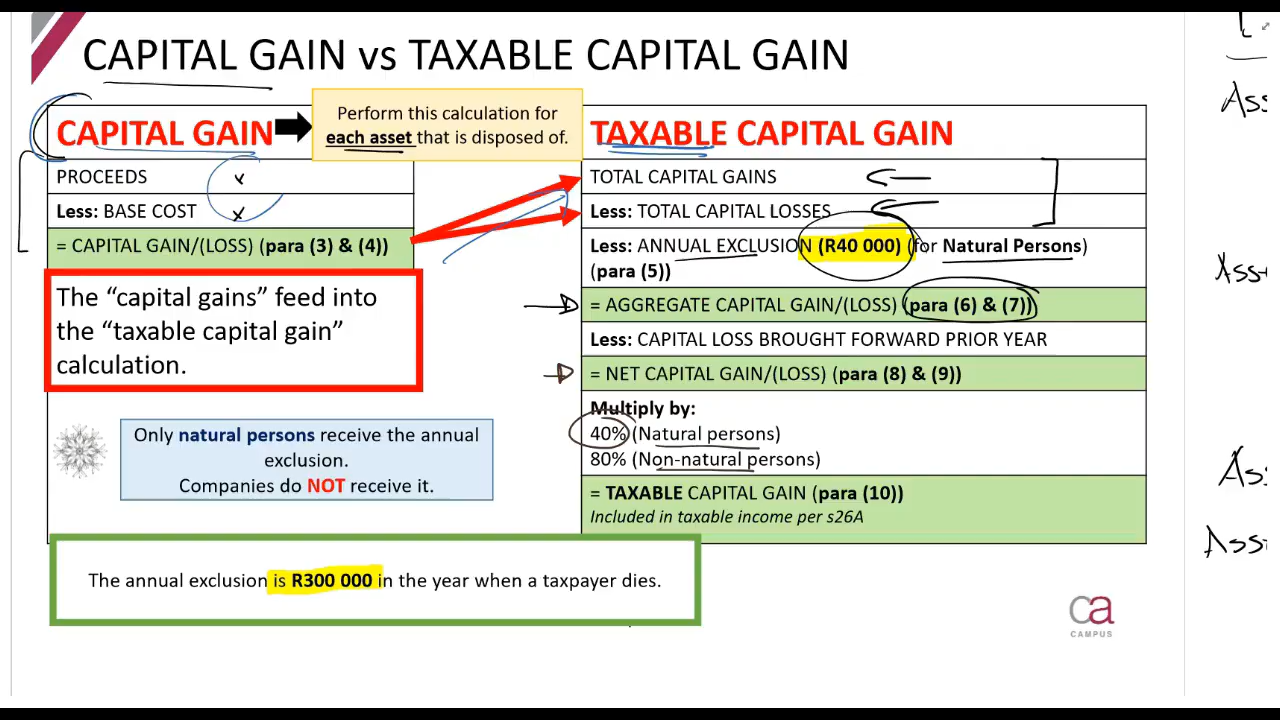 CAPITAL GAIN vs TAXABLE CAPITAL GAIN
CAPITAL GAIN
Perform this calculation for
each asset that is disposed of.
TAXABLE CAPITAL GAIN
PROCEEDS
Less: BASE COST
= CAPITAL GAIN/(LOSS) (para (3) & (4))
The “capital gains” feed into
the “taxable capital gain”
calculation.
Only natural persons receive the annual
exclusion.
Companies do NOT receive it.
TOTAL CAPITAL GAINS
Less: TOTAL CAPITAL LOSSES
Less: ANNUAL EXCLUSION (R40 000) (for Natural Persons)
(para (5))
= AGGREGATE CAPITAL GAIN/(LOSS) (para (6) & (7))
Less: CAPITAL LOSS BROUGHT FORWARD PRIOR YEAR
= NET CAPITAL GAIN/(LOSS) (para (8) & (9))
Multiply by:
40% (Natural persons)
80% (Non-natural persons)
= TAXABLE CAPITAL GAIN (para (10))
Included in taxable income per s26A
The annual exclusion is R300 000 in the year when a taxpayer dies.
ca
CAMPUS
Ass
Asse
Ass
Ass